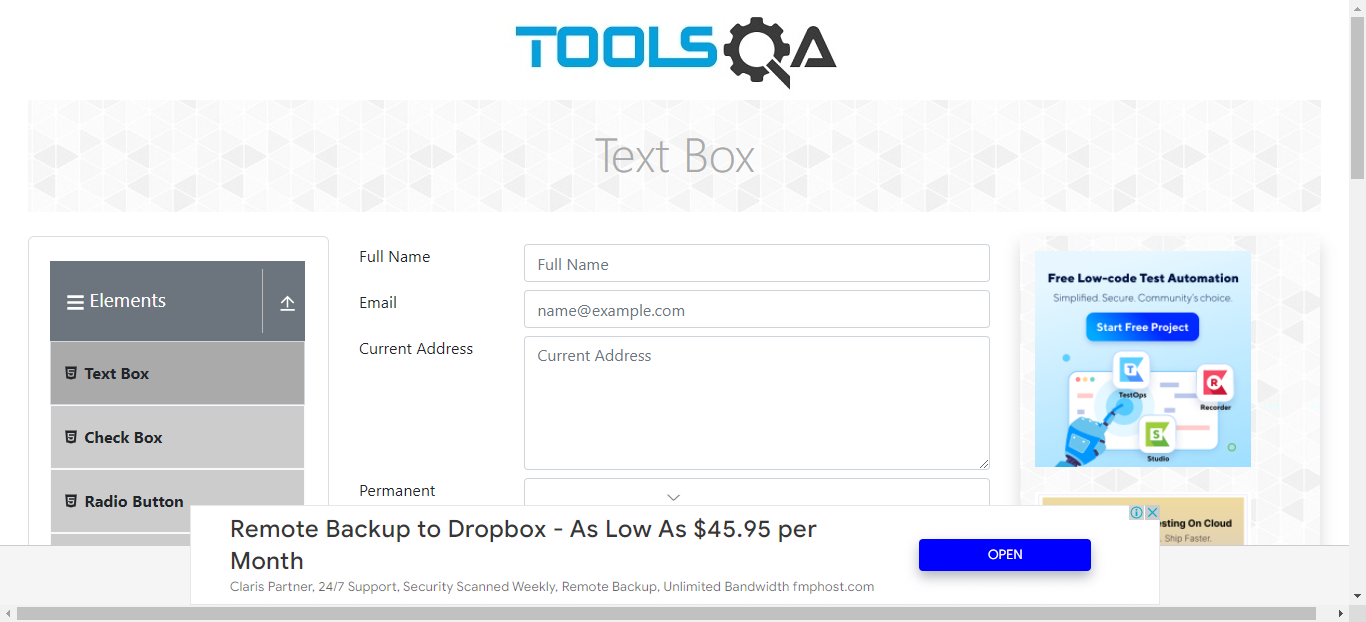 TOOLSQA
Text Box
Elements
Text Box
Check Box
Radio Button
Full Name
Full Name
Email
name@example.com
Current Address
Current Address
Permanent
Free Low-code Test Automation
Simplified. Secure. Community's choice.
Start Free Project
T
TestOps
R
Recorder
S
Studio
sting On Cloud
Ship Faster.
Remote Backup to Dropbox - As Low As $45.95 per
Month
Claris Partner, 24/7 Support, Security Scanned Weekly, Remote Backup, Unlimited Bandwidth fmphost.com
OPEN